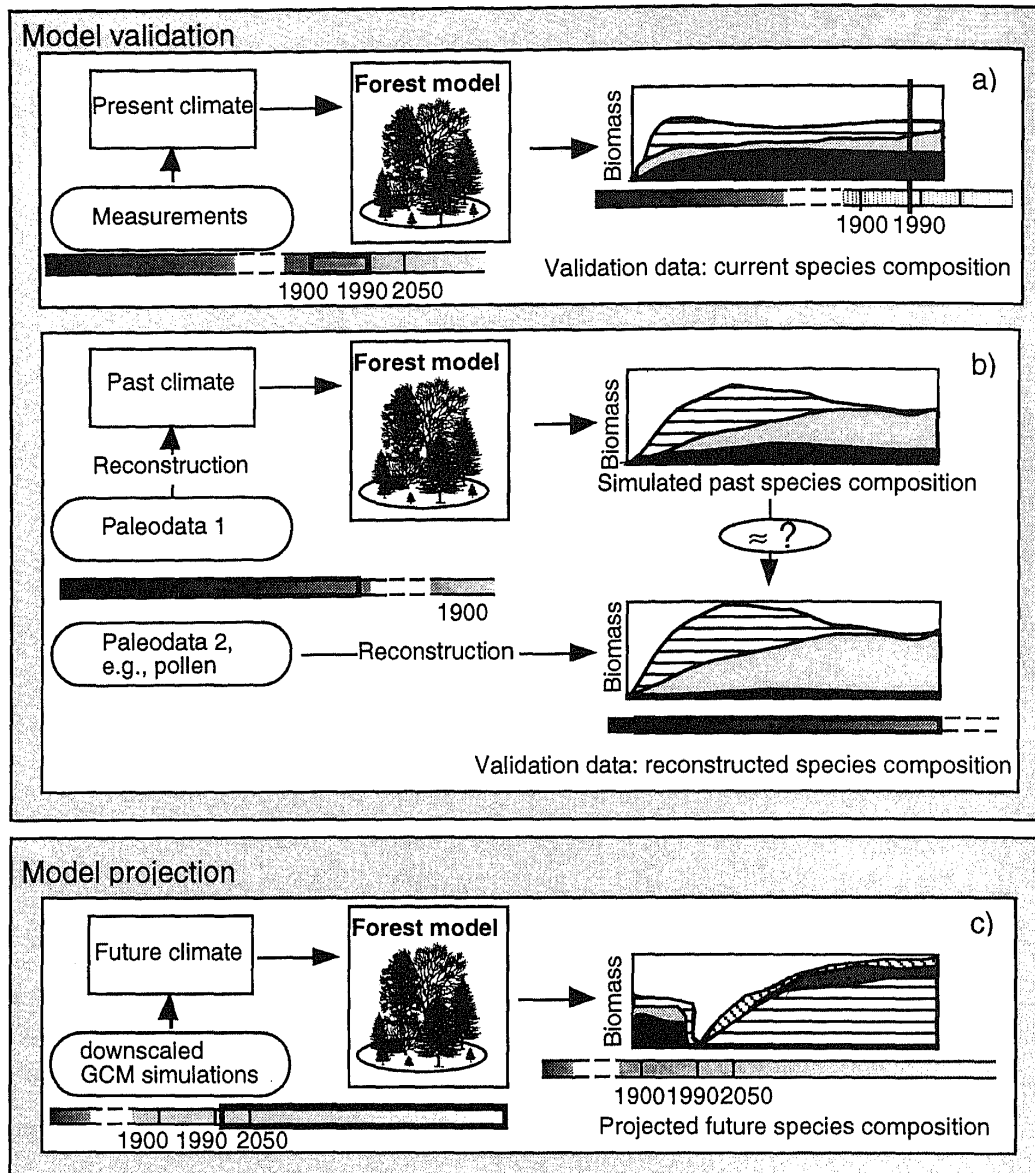 Model validation
a)
Present climate
Forest model
Biomass
Measurements
1900 1990 2050
1900 1990
Validation data: current species composition
b)
Past climate
Forest model
Biomass
Reconstruction
Simulated past species composition
Paleodata 1
≈ ?
1900
Paleodata 2,
e.g., pollen
Reconstruction
Biomass
Validation data: reconstructed species composition
Model projection
c)
Future climate
Forest model
Biomass
downscaled
GCM simulations
1900 1990 2050
1900 1990 2050
Projected future species composition